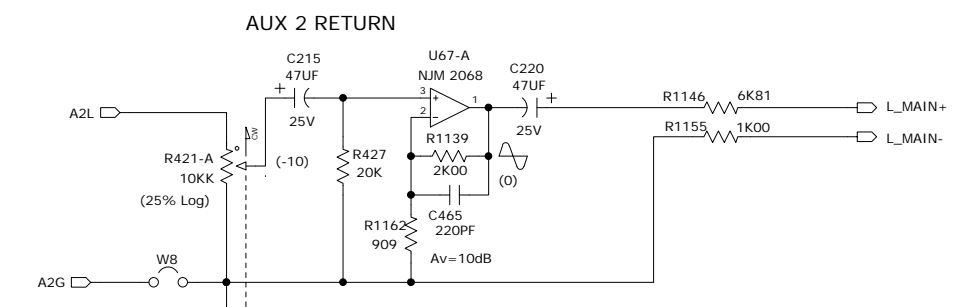 AUX 2 RETURN
C215
47UF
+
25V
U67-A
NJM 2068
3
+
2
-
1
C220
47UF
+
25V
R1146
6K81
L_MAIN+
R1155
1K00
L_MAIN-
A2L
CW
R421-A
10KK
(25% Log)
(-10)
R427
20K
R1139
2K00
(0)
C465
220PF
R1162
909
Av=10dB
W8
A2G